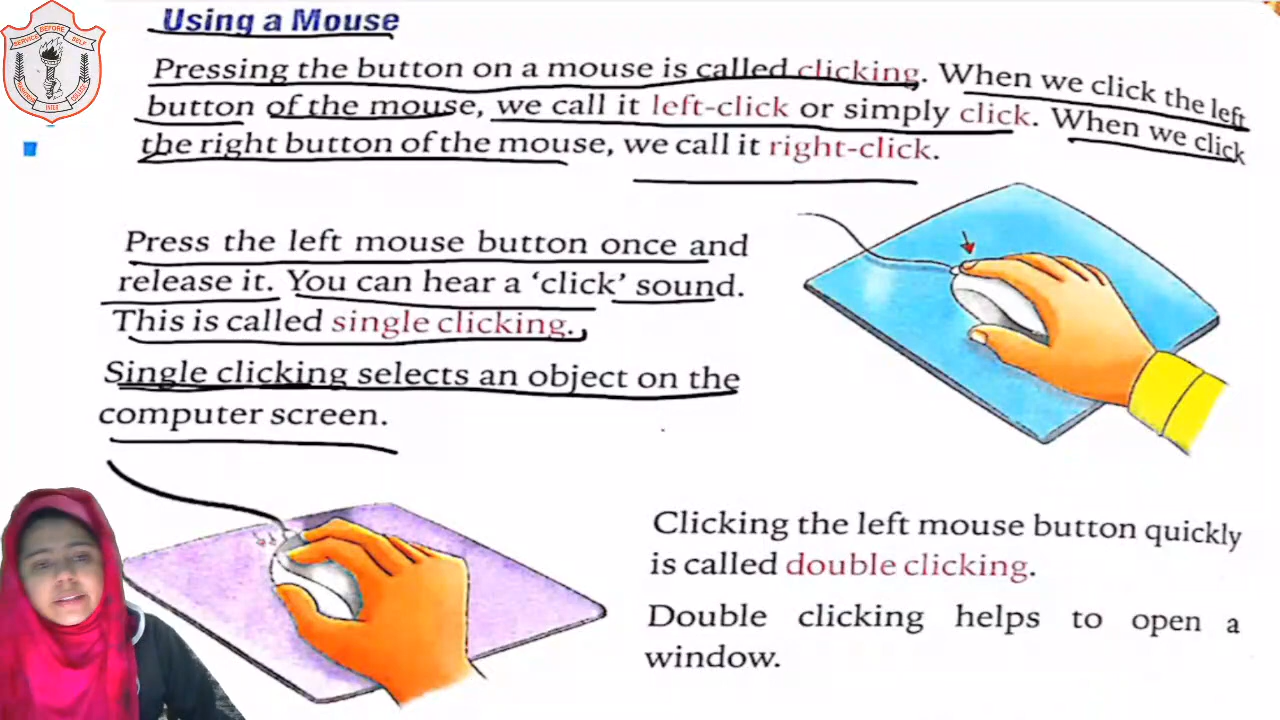 SERVICE BEFORE SELF
INTER
Using a Mouse
Pressing the button on a mouse is called clicking. When we click the left
button of the mouse, we call it left-click or simply click. When we click
the right button of the mouse, we call it right-click.
Press the left mouse button once and
release it. You can hear a ‘click’ sound.
This is called single clicking.
Single clicking selects an object on the
computer screen.
Clicking the left mouse button quickly
is called double clicking.
Double clicking helps to open a
window.